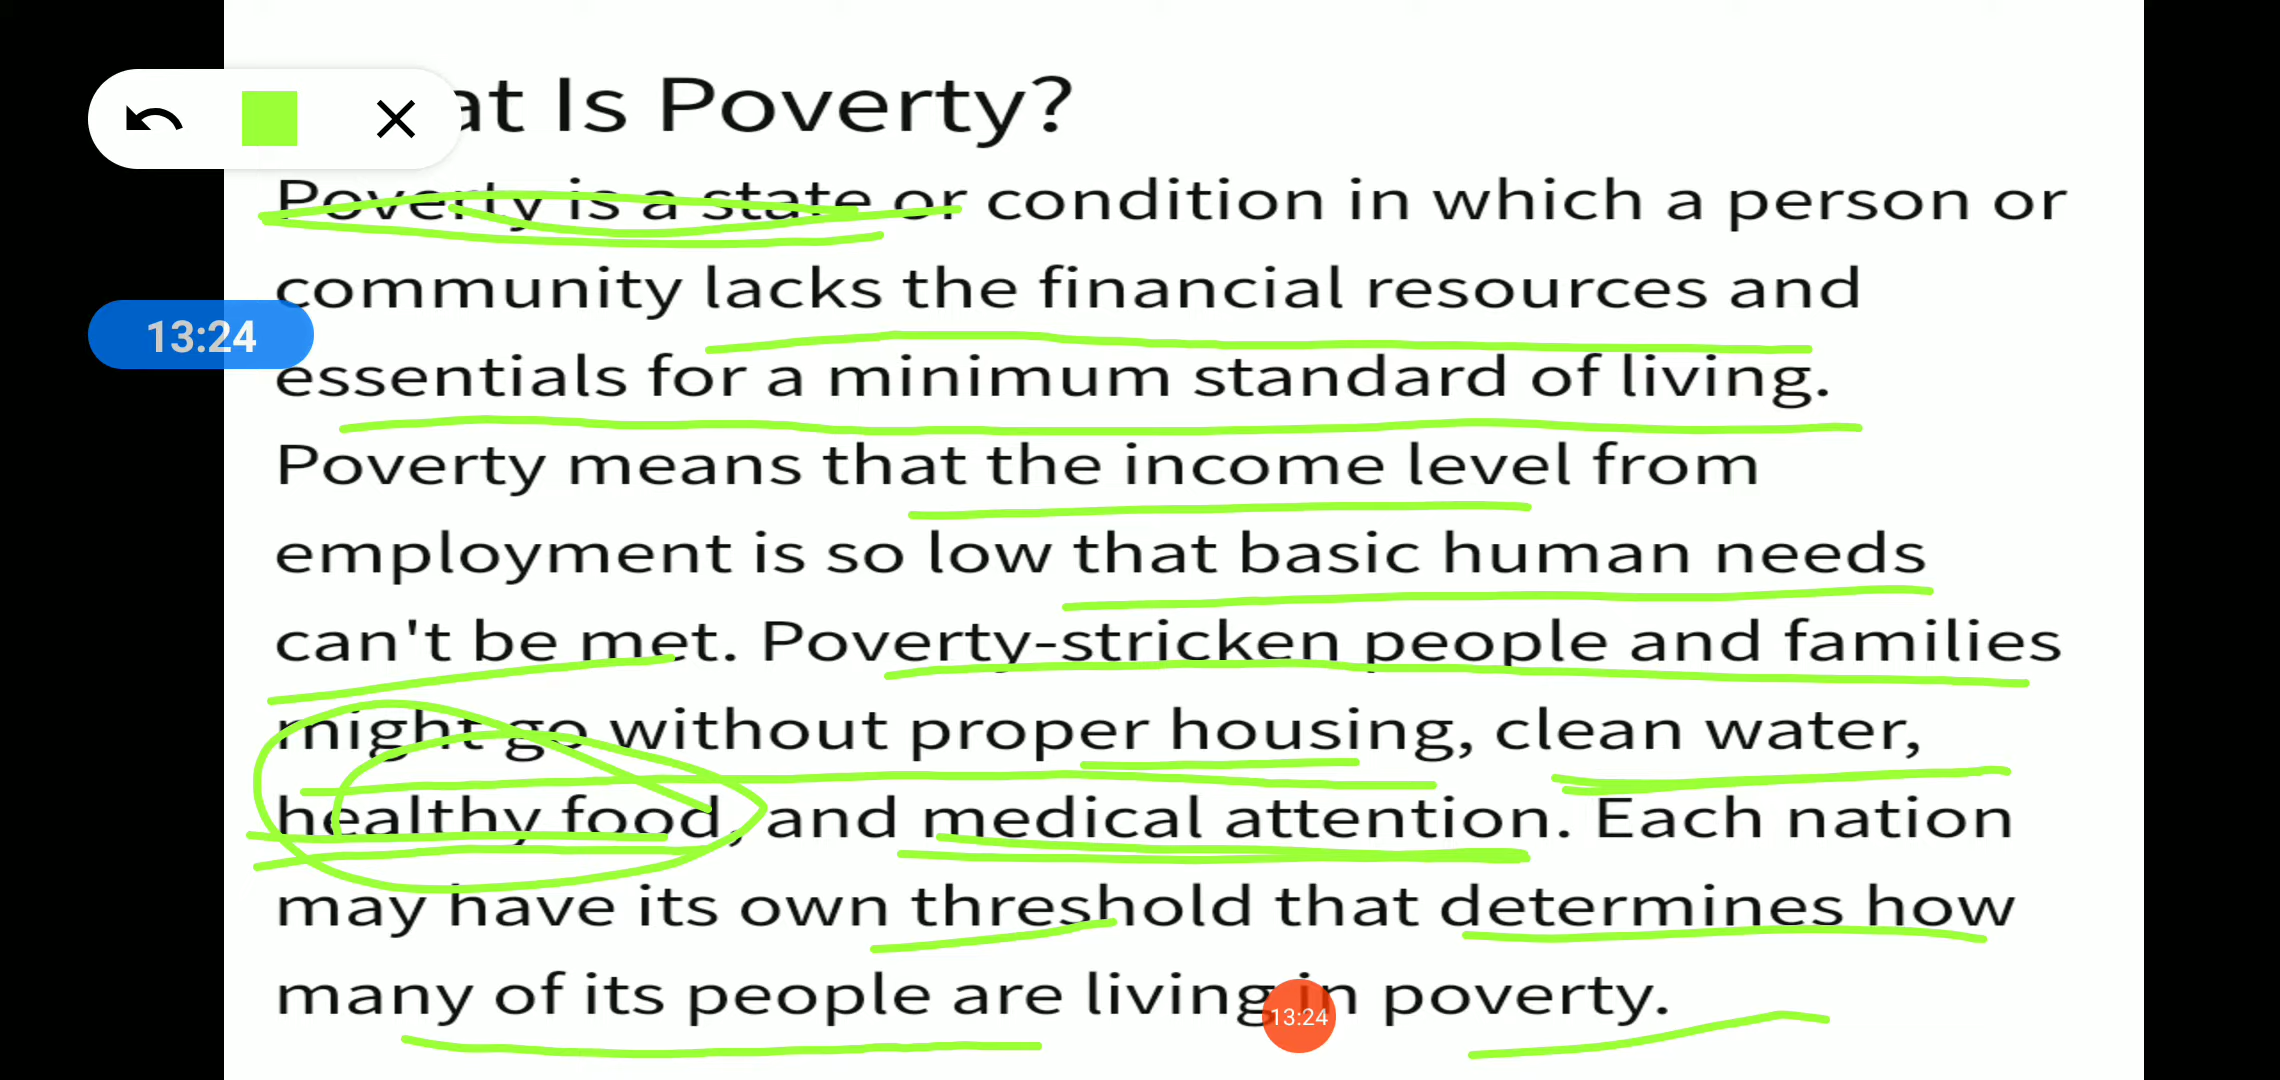 at Is Poverty?
Poverty is a state or condition in which a person or
community lacks the financial resources and
13:24
essentials for a minimum standard of living.
Poverty means that the income level from
employment is so low that basic human needs
can't be met. Poverty-stricken people and families
might go without proper housing, clean water,
healthy food, and medical attention. Each nation
may have its own threshold that determines how
many of its people are living in poverty.
13:24